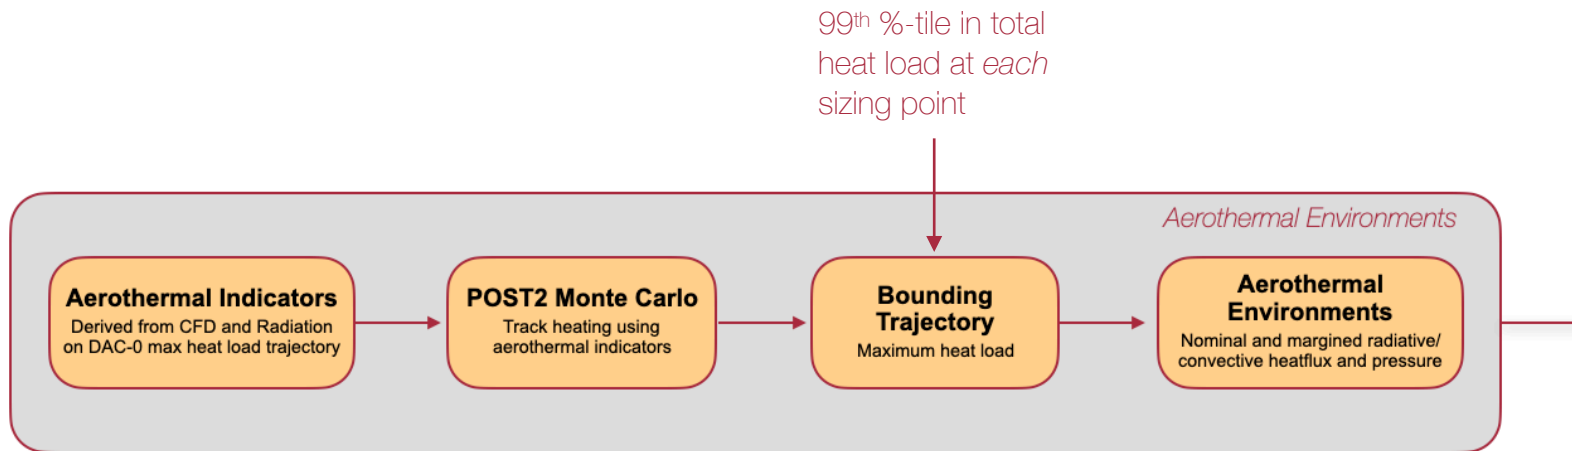 99th %-tile in total
heat load at each
sizing point
Aerothermal Environments
Aerothermal Indicators
Derived from CFD and Radiation
on DAC-0 max heat load trajectory
POST2 Monte Carlo
Track heating using
aerothermal indicators
Bounding
Trajectory
Maximum heat load
Aerothermal
Environments
Nominal and margined radiative/
convective heatflux and pressure